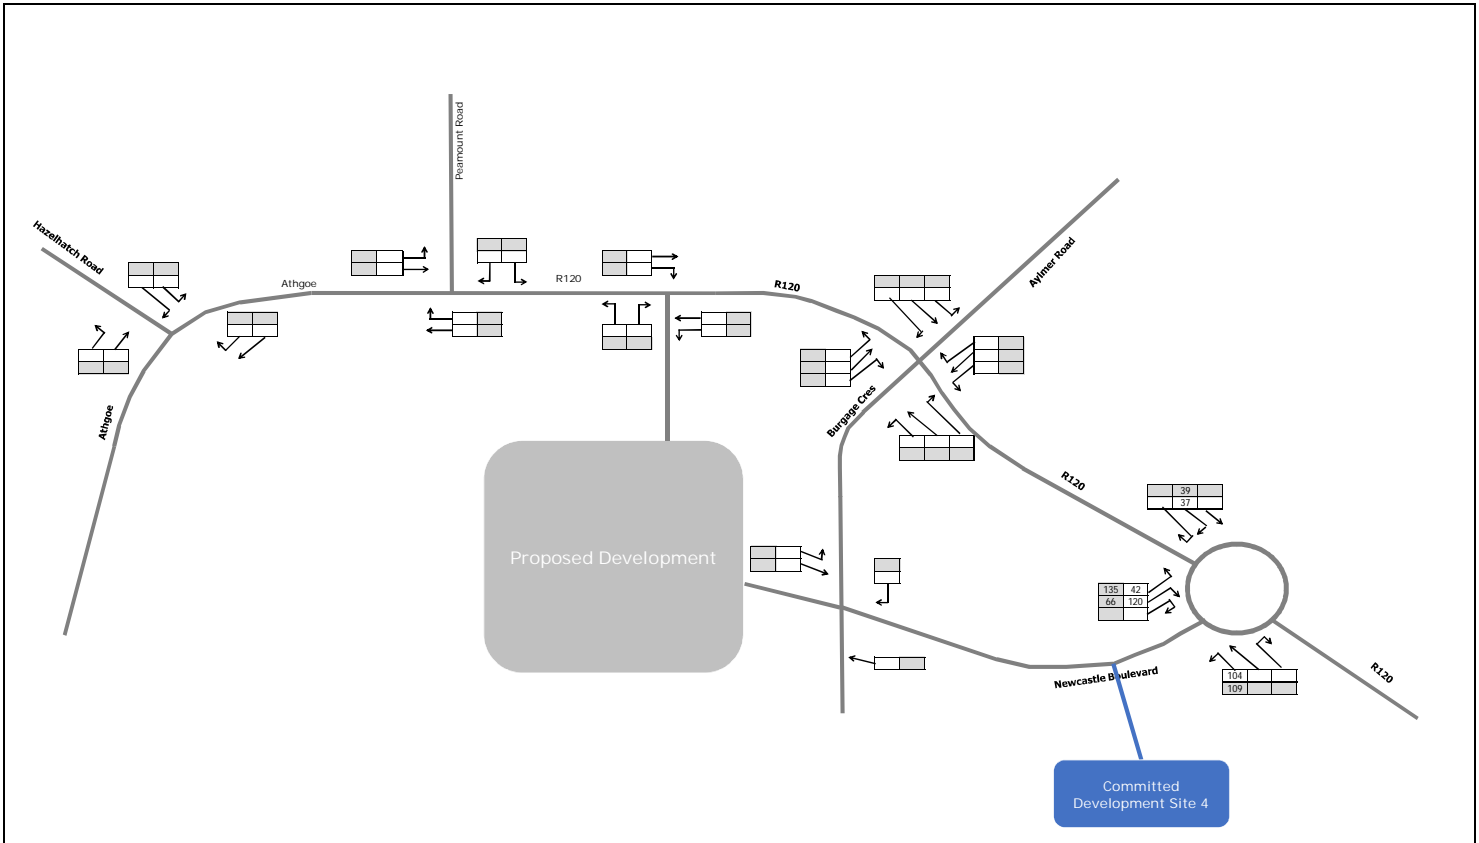 Peamount Road
Hazelhatch Road
Aylmer Road
Athgoe
R120
R120
Burgage Cres
Athgoe
R120
39
37
Proposed Development
135 42
66 120
104
109
Newcastle Boulevard
R120
Committed
Development Site 4